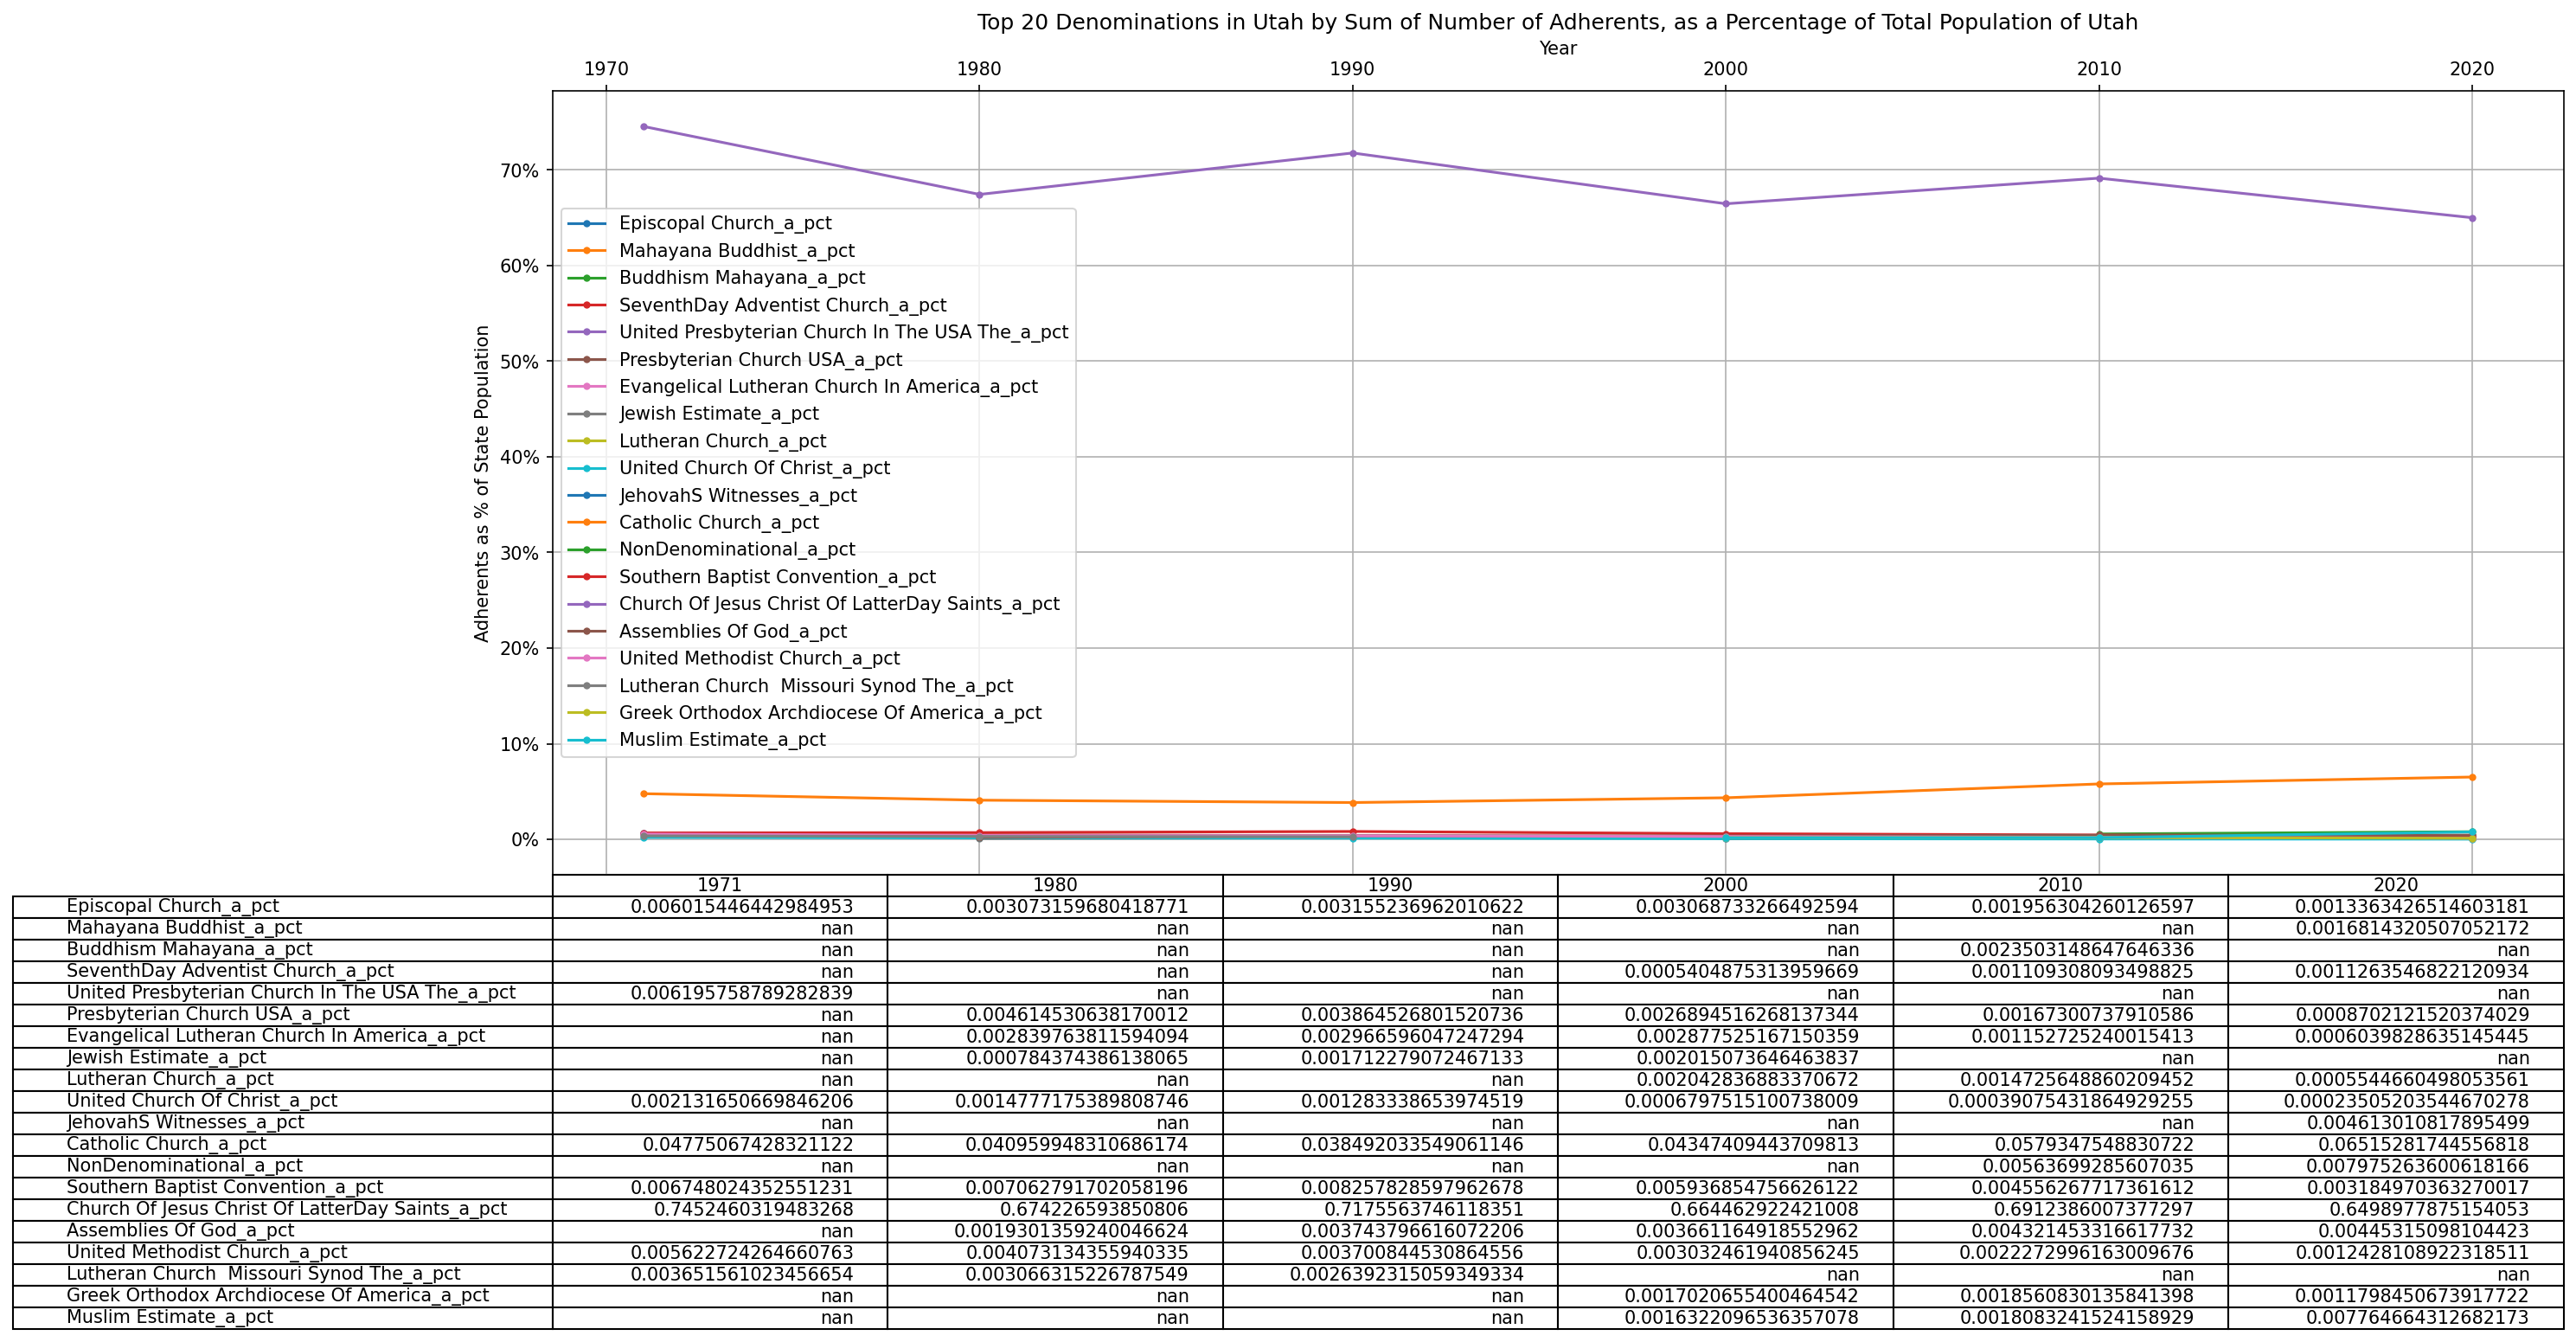 Top 20 Denominations in Utah by Sum of Number of Adherents, as a Percentage of Total Population of Utah
Year
1970 1980 1990 2000 2010 2020
Adherents as % of State Population
70%
60%
50%
40%
30%
20%
10%
0%
Episcopal Church_a_pct
Mahayana Buddhist_a_pct
Buddhism Mahayana_a_pct
SeventhDay Adventist Church_a_pct
United Presbyterian Church In The USA The_a_pct
Presbyterian Church USA_a_pct
Evangelical Lutheran Church In America_a_pct
Jewish Estimate_a_pct
Lutheran Church_a_pct
United Church Of Christ_a_pct
JehovahS Witnesses_a_pct
Catholic Church_a_pct
NonDenominational_a_pct
Southern Baptist Convention_a_pct
Church Of Jesus Christ Of LatterDay Saints_a_pct
Assemblies Of God_a_pct
United Methodist Church_a_pct
Lutheran Church  Missouri Synod The_a_pct
Greek Orthodox Archdiocese Of America_a_pct
Muslim Estimate_a_pct
1971 1980 1990 2000 2010 2020
Episcopal Church_a_pct 0.006015446442984953 0.003073159680418771 0.003155236962010622 0.003068733266492594 0.001956304260126597 0.0013363426514603181
Mahayana Buddhist_a_pct nan nan nan nan nan 0.0016814320507052172
Buddhism Mahayana_a_pct nan nan nan nan 0.0023503148647646336 nan
SeventhDay Adventist Church_a_pct nan nan nan 0.0005404875313959669 0.001109308093498825 0.0011263546822120934
United Presbyterian Church In The USA The_a_pct 0.006195758789282839 nan nan nan nan nan
Presbyterian Church USA_a_pct nan 0.004614530638170012 0.003864526801520736 0.0026894516268137344 0.00167300737910586 0.0008702121520374029
Evangelical Lutheran Church In America_a_pct nan 0.002839763811594094 0.002966596047247294 0.002877525167150359 0.001152725240015413 0.0006039828635145445
Jewish Estimate_a_pct nan 0.000784374386138065 0.001712279072467133 0.002015073646463837 nan nan
Lutheran Church_a_pct nan nan nan 0.002042836883370672 0.0014725648860209452 0.0005544660498053561
United Church Of Christ_a_pct 0.002131650669846206 0.0014777175389808746 0.001283338653974519 0.0006797515100738009 0.00039075431864929255 0.00023505203544670278
JehovahS Witnesses_a_pct nan nan nan nan nan 0.004613010817895499
Catholic Church_a_pct 0.04775067428321122 0.040959948310686174 0.038492033549061146 0.04347409443709813 0.0579347548830722 0.06515281744556818
NonDenominational_a_pct nan nan nan nan 0.00563699285607035 0.007975263600618166
Southern Baptist Convention_a_pct 0.006748024352551231 0.007062791702058196 0.008257828597962678 0.005936854756626122 0.004556267717361612 0.003184970363270017
Church Of Jesus Christ Of LatterDay Saints_a_pct 0.7452460319483268 0.674226593850806 0.7175563746118351 0.664462922421008 0.6912386007377297 0.6498977875154053
Assemblies Of God_a_pct nan 0.0019301359240046624 0.003743796616072206 0.003661164918552962 0.004321453316617732 0.00445315098104423
United Methodist Church_a_pct 0.005622724264660763 0.004073134355940335 0.003700844530864556 0.003032461940856245 0.0022272996163009676 0.0012428108922318511
Lutheran Church  Missouri Synod The_a_pct 0.003651561023456654 0.003066315226787549 0.0026392315059349334 nan nan nan
Greek Orthodox Archdiocese Of America_a_pct nan nan nan 0.0017020655400464542 0.0018560830135841398 0.0011798450673917722
Muslim Estimate_a_pct nan nan nan 0.0016322096536357078 0.0018083241524158929 0.007764664312682173